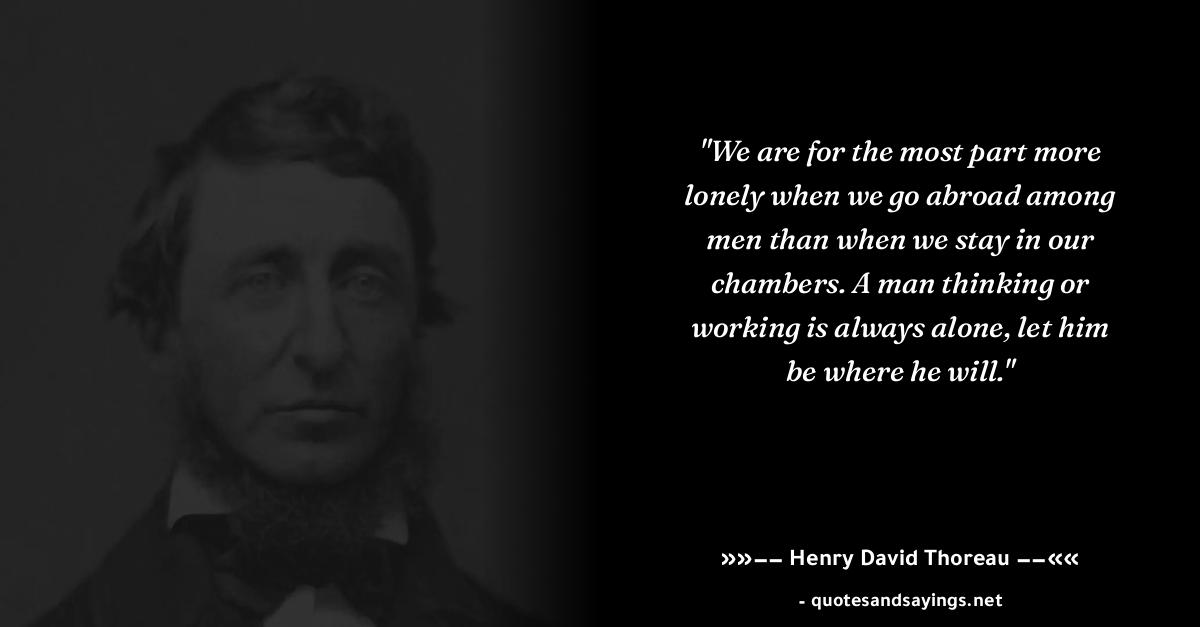 "We are for the most part more
lonely when we go abroad among
men than when we stay in our
chambers. A man thinking or
working is always alone, let him
be where he will."
»»−− Henry David Thoreau −−««
- quotesandsayings.net